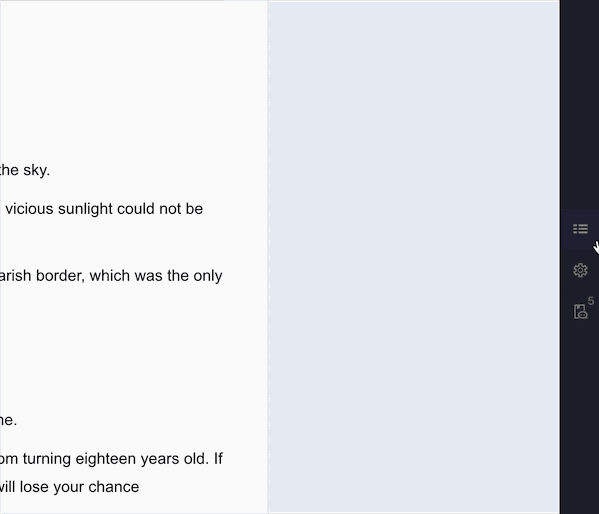 the sky.
vicious sunlight could not be
arish border, which was the only
ne.
om turning eighteen years old. If
will lose your chance
5